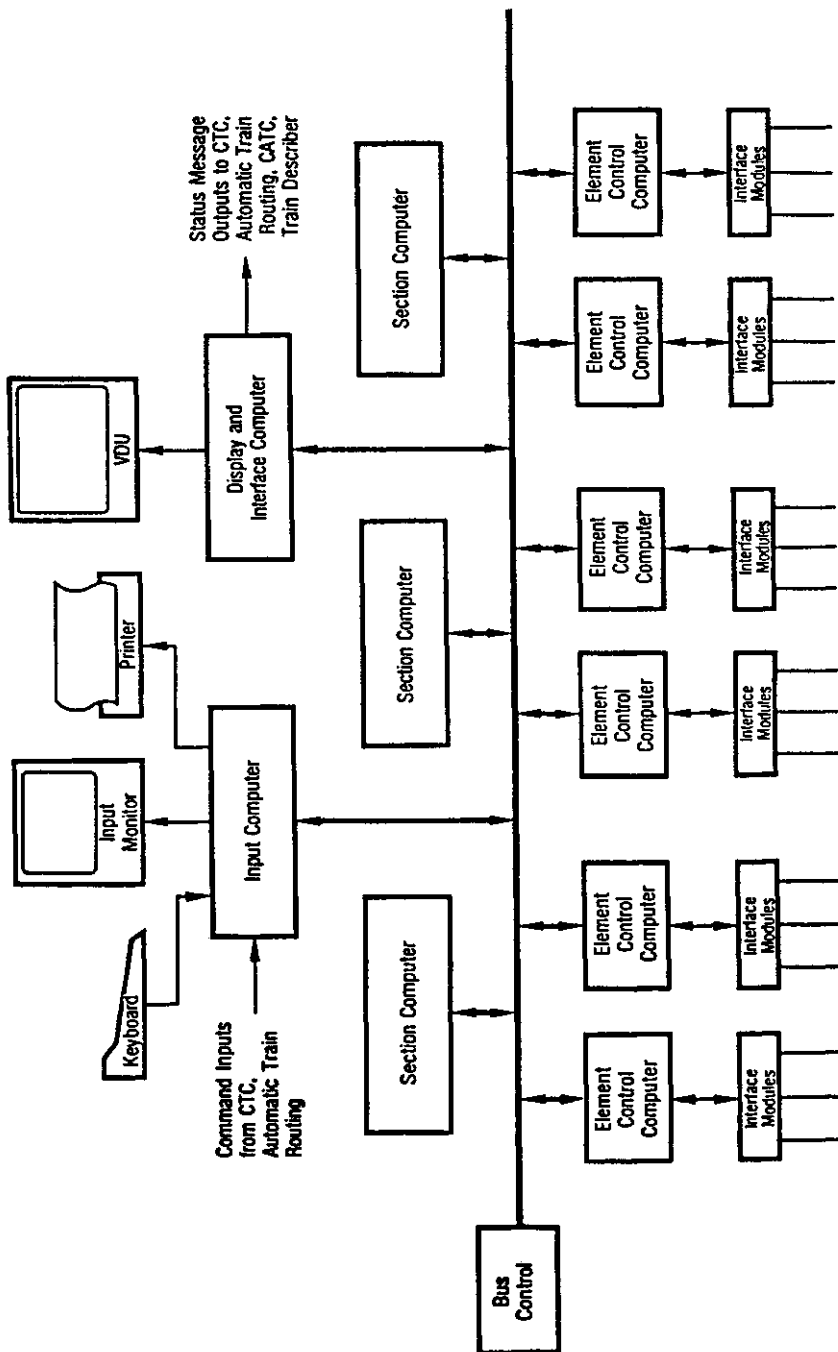 Keyboard
Input
Monitor
Printer
VDU
Command Inputs
from CTC,
Automatic Train
Routing
Input Computer
Display and
Interface Computer
Status Message
Outputs to CTC,
Automatic Train
Routing, CATC,
Train Describer
Section Computer
Section Computer
Section Computer
Bus
Control
Element
Control
Computer
Element
Control
Computer
Element
Control
Computer
Element
Control
Computer
Element
Control
Computer
Element
Control
Computer
Interface
Modules
Interface
Modules
Interface
Modules
Interface
Modules
Interface
Modules
Interface
Modules